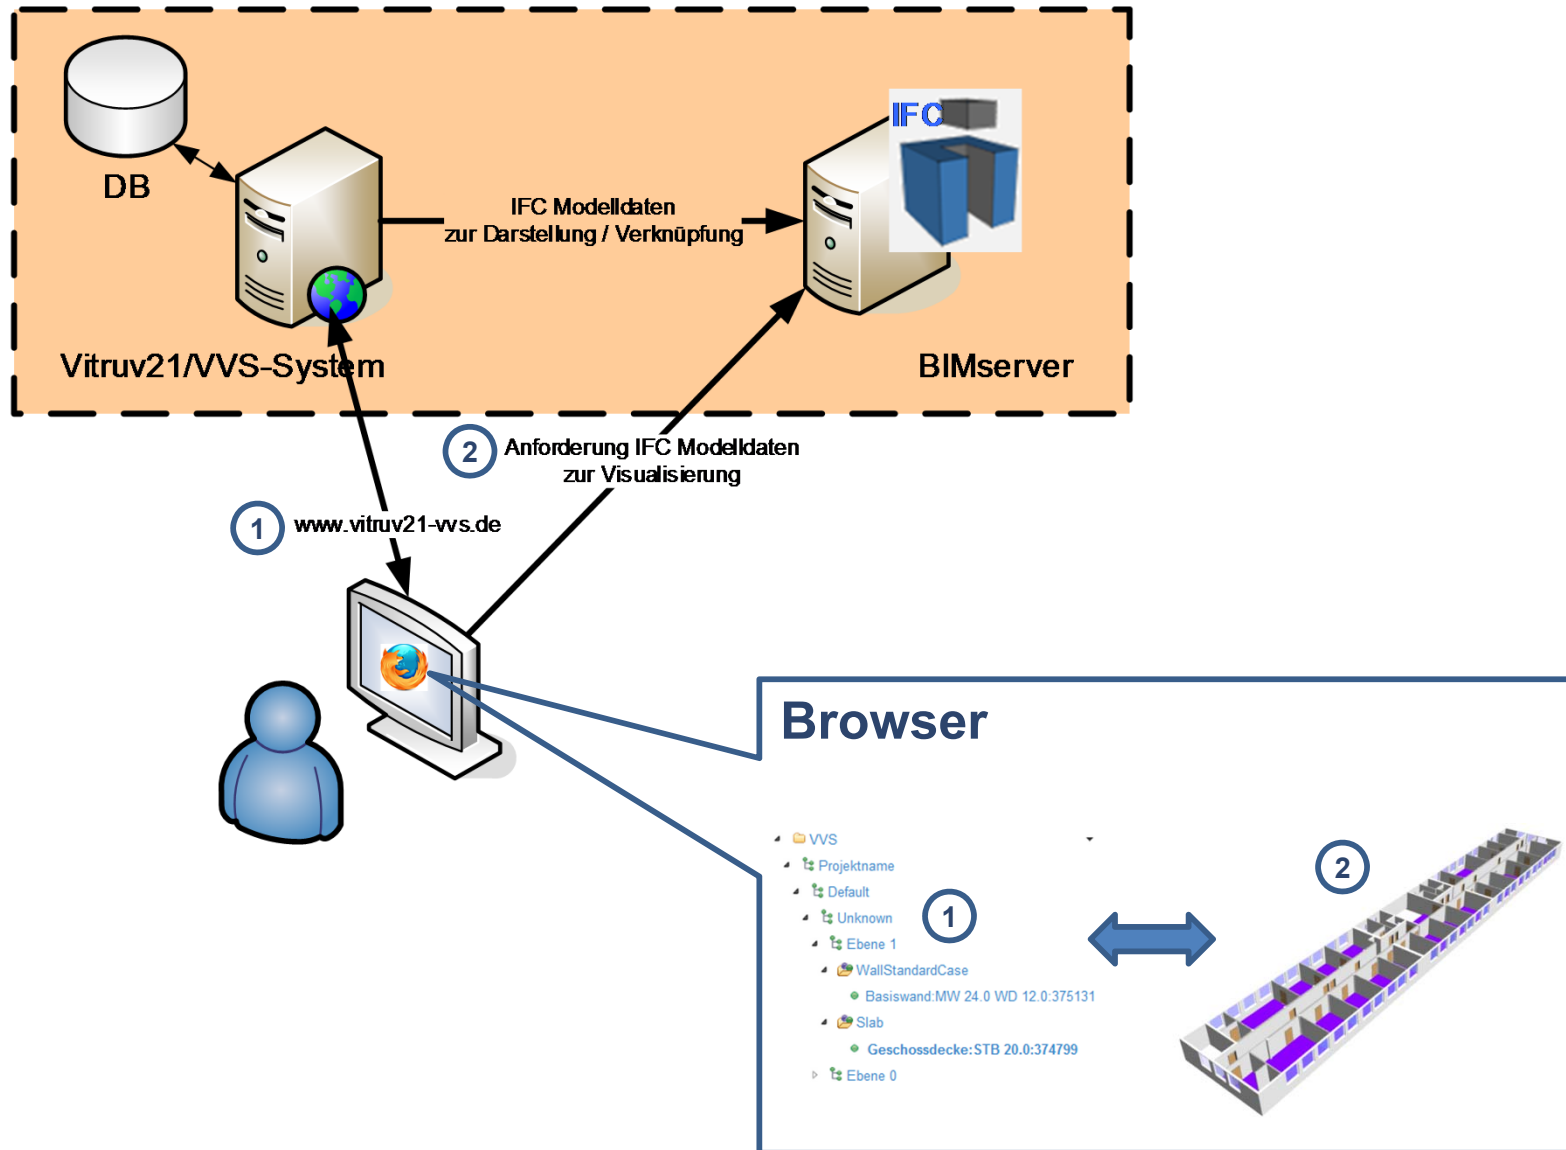 IFC
DB
IFC Modelldaten
zur Darstellung / Verknüpfung
Vitruv21/VVS-System
BIMserver
2
Anforderung IFC Modelldaten
zur Visualisierung
1
www.vitruv21-vvs.de
Browser
VVS
Projektname
Default
Unknown
1
Ebene 1
WallStandardCase
Basiswand:MW 24.0 WD 12.0:375131
Slab
Geschossdecke:STB 20.0:374799
Ebene 0
2